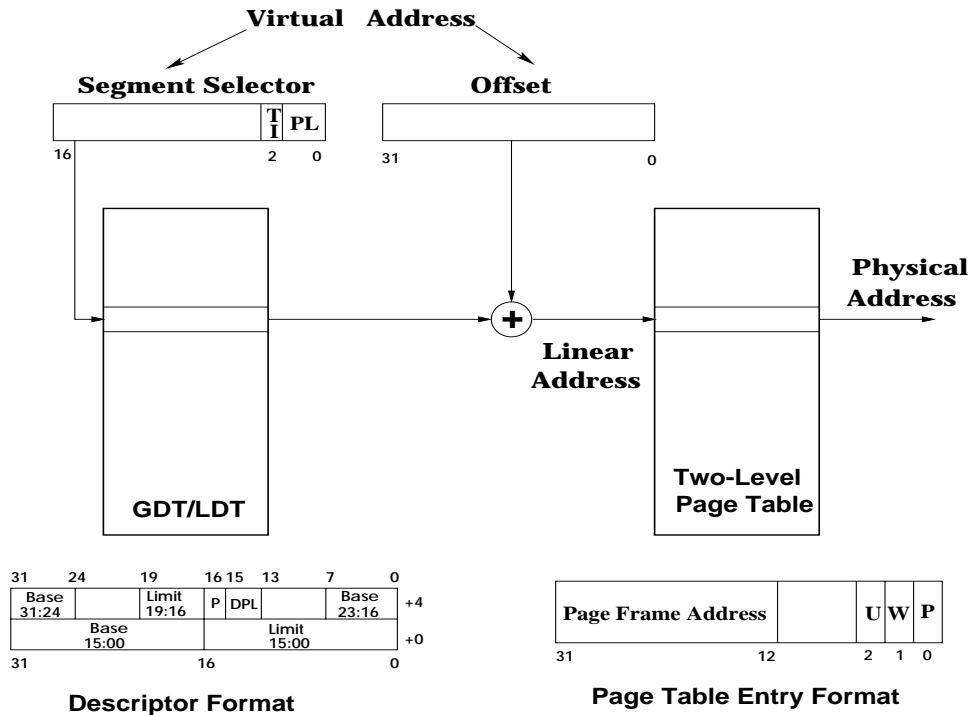 Virtual Address
Segment Selector
Offset
T
I
PL
16
2
0
31
0
Physical
Address
+
Linear
Address
GDT/LDT
Two-Level
Page Table
31 24 19 16 15 13 7 0
Base
31:24
Limit
19:16
P
DPL
Base
23:16
+4
Base
15:00
Limit
15:00
+0
31 16 0
Descriptor Format
Page Frame Address
U
W
P
31 12 2 1 0
Page Table Entry Format